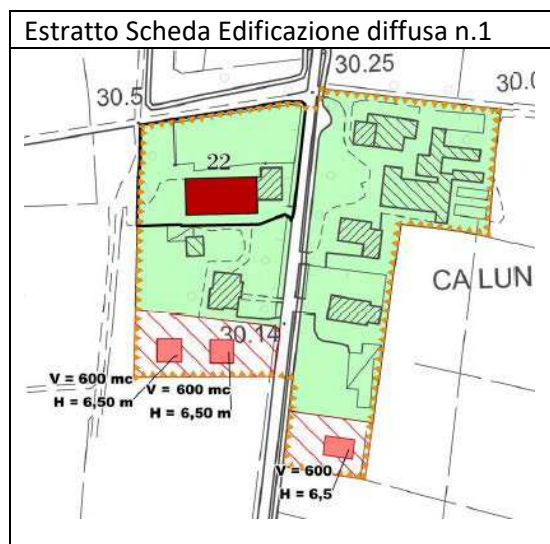 Estratto Scheda Edificazione diffusa n.1
30.25
30.5
30.0
22
CA LUN
30.14
V = 600 mc
H = 6,50 m
V = 600 mc
H = 6,50 m
V = 600
H = 6,5